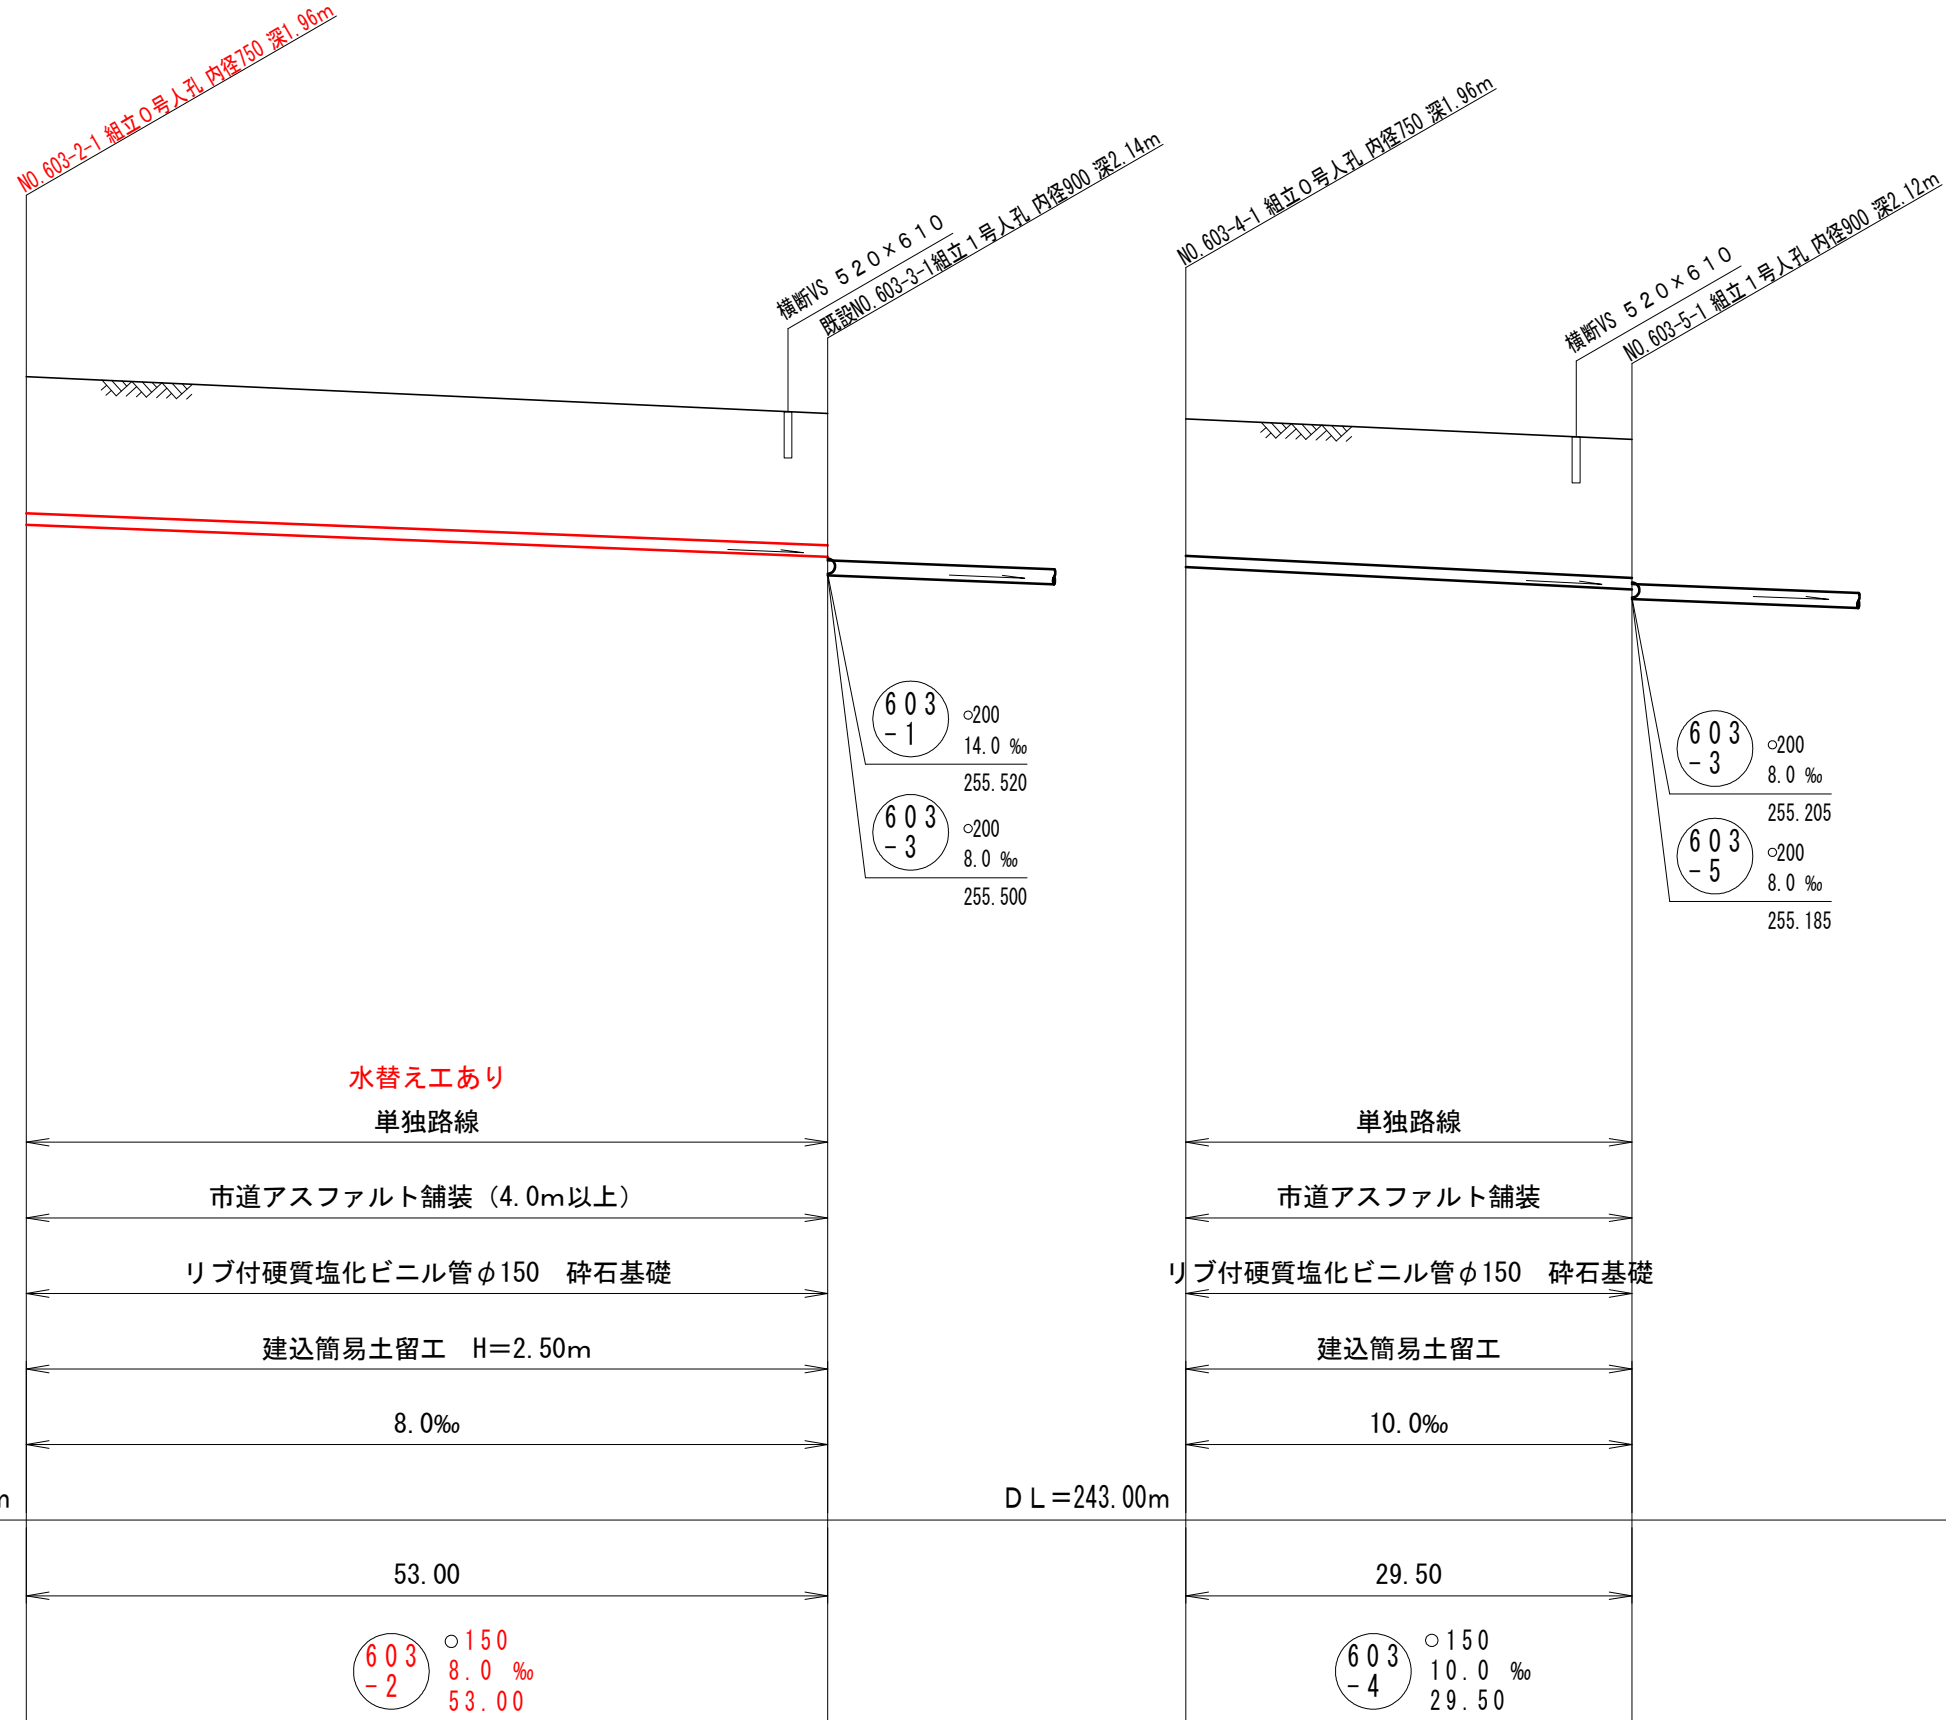 NO.603-2-1 組立０号人孔 内径750 深1.96m
横断VS ５２０×６１０
既設NO.603-3-1組立１号人孔 内径900 深2.14m
603
-1
○200
14.0 ‰
255.520
603
-3
○200
8.0 ‰
255.500
水替え工あり
単独路線
市道アスファルト舗装（4.0ｍ以上）
リブ付硬質塩化ビニル管φ150　砕石基礎
建込簡易土留工　H＝2.50ｍ
8.0‰
53.00
603
-2
○150
8.0 ‰
53.00
NO.603-4-1 組立０号人孔 内径750 深1.96m
横断VS ５２０×６１０
NO.603-5-1 組立１号人孔 内径900 深2.12m
603
-3
○200
8.0 ‰
255.205
603
-5
○200
8.0 ‰
255.185
単独路線
市道アスファルト舗装
リブ付硬質塩化ビニル管φ150　砕石基礎
建込簡易土留工
10.0‰
ＤＬ＝243.00ｍ
29.50
603
-4
○150
10.0 ‰
29.50